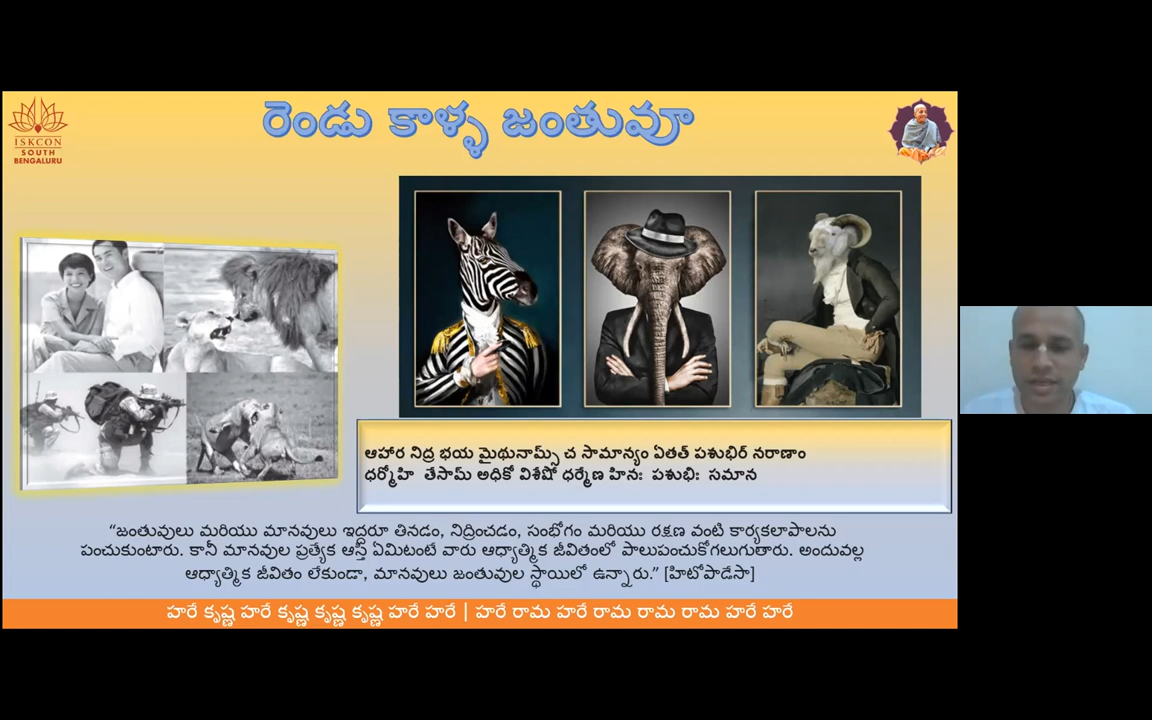 రెండు కాళ్ళ జంతువూ
ISKCON
SOUTH
BENGALURU
ఆహార నిద్ర భయ మైథునామ్స్ చ సామాన్యం ఏతత్ పశుభిర్ నరాణాం
ధర్మోహి తేసామ్ అధికో విశేషో ధర్మేణ హినః పశుభిః సమాన
“జంతువులు మరియు మానవులు ఇద్దరూ తినడం, నిద్రించడం, సంభోగం మరియు రక్షణ వంటి కార్యకలాపాలను
పంచుకుంటారు. కానీ మానవుల ప్రత్యేక ఆస్తి ఏమిటంటే వారు ఆధ్యాత్మిక జీవితంలో పాలుపంచుకోగలుగుతారు. అందువల్ల
ఆధ్యాత్మిక జీవితం లేకుండా, మానవులు జంతువుల స్థాయిలో ఉన్నారు.” [హిటోపాడేసా]
హరే కృష్ణ హరే కృష్ణ కృష్ణ కృష్ణ హరే హరే | హరే రామ హరే రామ రామ రామ హరే హరే